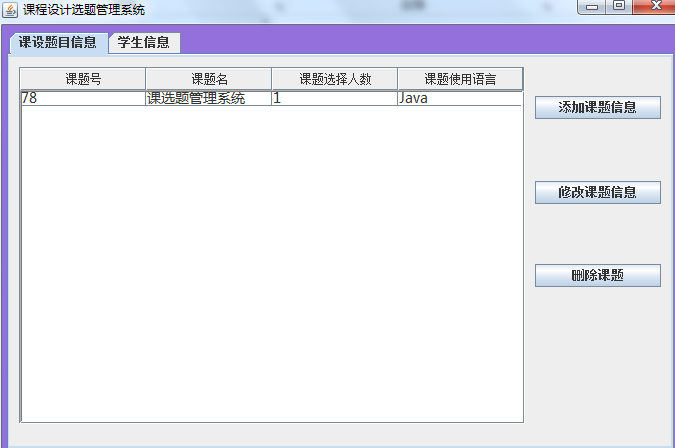 课程设计选题管理系统
课设题目信息 学生信息
课题号 课题名 课题选择人数 课题使用语言
78 课选题管理系统 1 Java
添加课题信息
修改课题信息
删除课题